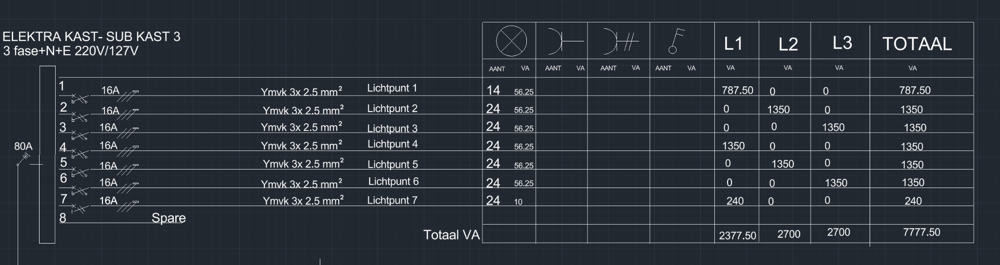 ELEKTRA KAST- SUB KAST 3
3 fase+N+E 220V/127V
L1 L2 L3 TOTAAL
AANT VA AANT VA AANT VA AANT VA VA VA VA VA
80A
1 16A Ymvk 3x 2.5 mm² Lichtpunt 1 14 56.25 787.50 0 0 787.50
2 16A Ymvk 3x 2.5 mm² Lichtpunt 2 24 56.25 0 1350 0 1350
3 16A Ymvk 3x 2.5 mm² Lichtpunt 3 24 56.25 0 0 1350 1350
4 16A Ymvk 3x 2.5 mm² Lichtpunt 4 24 56.25 1350 0 0 1350
5 16A Ymvk 3x 2.5 mm² Lichtpunt 5 24 56.25 0 1350 0 1350
6 16A Ymvk 3x 2.5 mm² Lichtpunt 6 24 56.25 0 0 1350 1350
7 16A Ymvk 3x 2.5 mm² Lichtpunt 7 24 10 240 0 0 240
8 Spare
Totaal VA 2377.50 2700 2700 7777.50